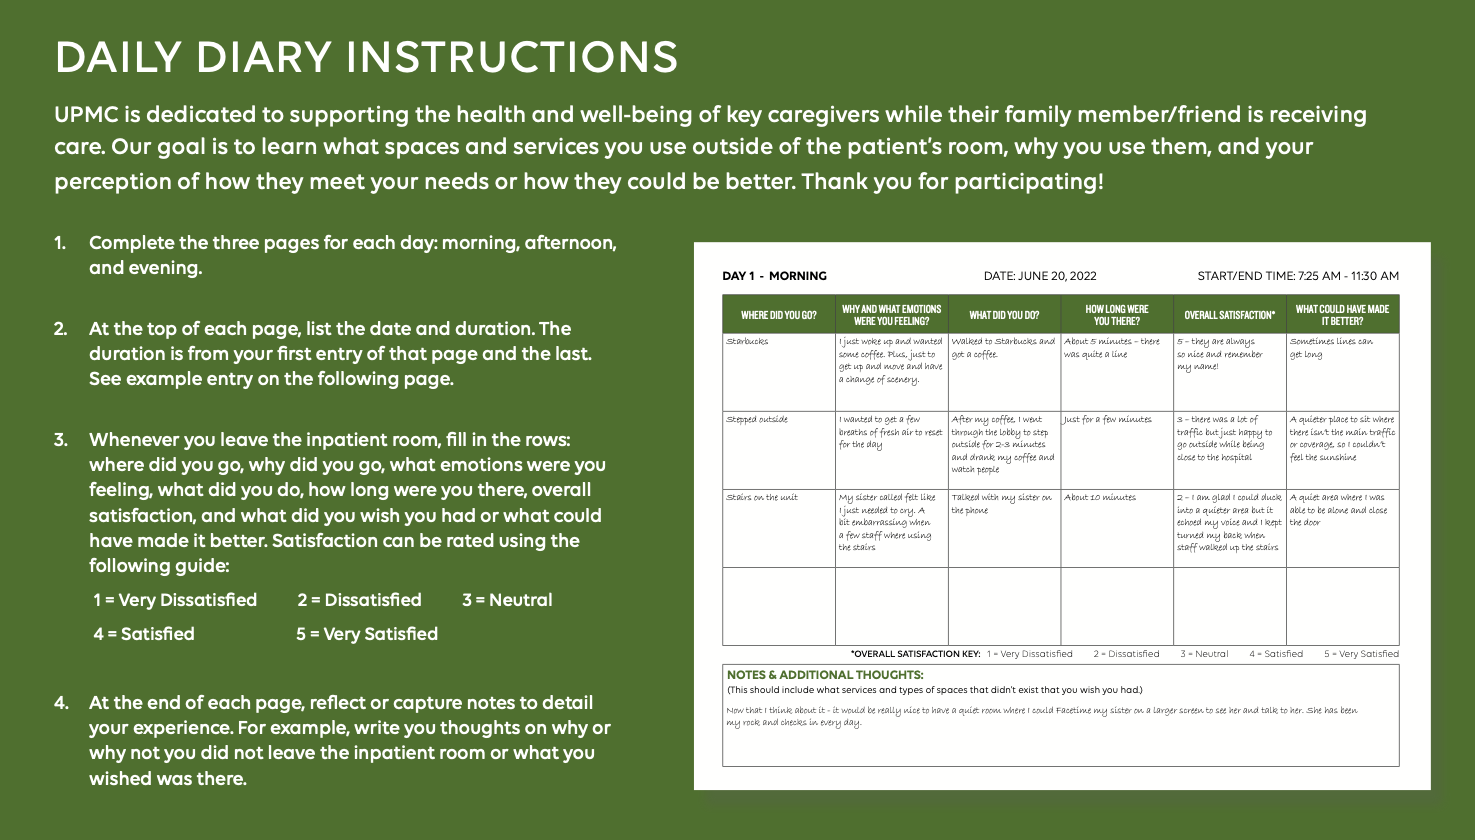 DAILY DIARY INSTRUCTIONS
UPMC is dedicated to supporting the health and well-being of key caregivers while their family member/friend is receiving
care. Our goal is to learn what spaces and services you use outside of the patient's room, why you use them, and your
perception of how they meet your needs or how they could be better. Thank you for participating!
1. Complete the three pages for each day: morning, afternoon,
and evening.
2. At the top of each page, list the date and duration. The
duration is from your first entry of that page and the last.
See example entry on the following page.
3. Whenever you leave the inpatient room, fill in the rows:
where did you go, why did you go, what emotions were you
feeling, what did you do, how long were you there, overall
satisfaction, and what did you wish you had or what could
have made it better. Satisfaction can be rated using the
following guide:
1 = Very Dissatisfied 2 = Dissatisfied 3 = Neutral
4 = Satisfied 5 = Very Satisfied
4. At the end of each page, reflect or capture notes to detail
your experience. For example, write you thoughts on why or
why not you did not leave the inpatient room or what you
wished was there.
DAY 1 - MORNING DATE: JUNE 20, 2022 START/END TIME: 7:25 AM - 11:30 AM
WHERE DID YOU GO?
WHY AND WHAT EMOTIONS
WERE YOU FEELING?
WHAT DID YOU DO?
HOW LONG WERE
YOU THERE?
OVERALL SATISFACTION*
WHAT COULD HAVE MADE
IT BETTER?
Starbucks
I just woke up and wanted
some coffee. Plus, just to
get up and move and have
a change of scenery.
Walked to Starbucks and
got a coffee.
About 5 minutes - there
was quite a line
5 - they are always
so nice and remember
my name!
Sometimes lines can
get long
Stepped outside
I wanted to get a few
breaths of fresh air to reset
for the day
After my coffee, I went
through the lobby to step
outside for 2-3 minutes
and drank my coffee and
watch people
Just for a few minutes
3 - there was a lot of
traffic but just happy to
go outside while being
close to the hospital
A quieter place to sit where
there isn't the main traffic
or coverage, so I couldn't
feel the sunshine
Stairs on the unit
My sister called felt like
I just needed to cry. A
bit embarrassing when
a few staff where using
the stairs
Talked with my sister on
the phone
About 10 minutes
2 - I am glad I could duck
into a quieter area but it
echoed my voice and I kept
turned my back when
staff walked up the stairs
A quiet area where I was
able to be alone and close
the door
*OVERALL SATISFACTION KEY: 1 = Very Dissatisfied 2 = Dissatisfied 3 = Neutral 4 = Satisfied 5 = Very Satisfied
NOTES & ADDITIONAL THOUGHTS:
(This should include what services and types of spaces that didn't exist that you wish you had.)
Now that I think about it - it would be really nice to have a quiet room where I could Facetime my sister on a larger screen to see her and talk to her. She has been
my rock and checks in every day.